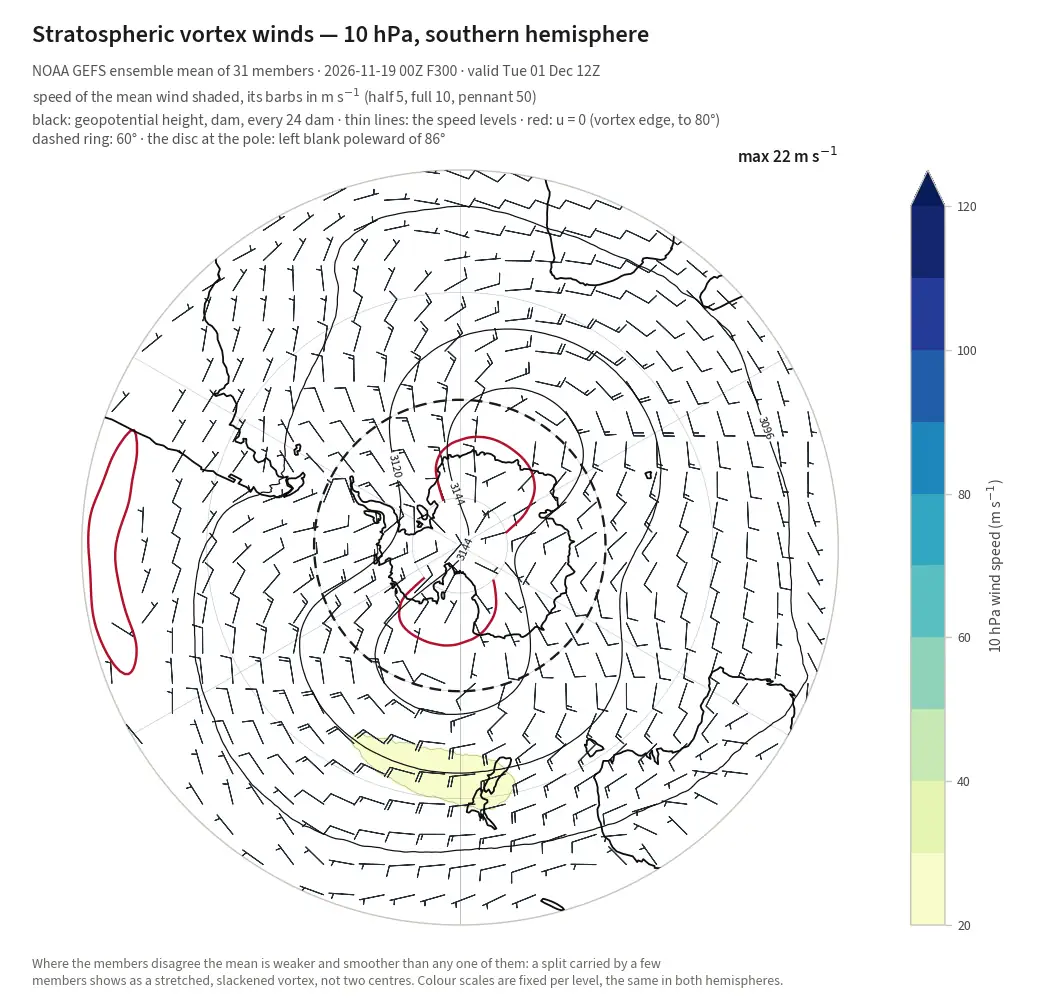 Stratospheric vortex winds — 10 hPa, southern hemisphere
NOAA GEFS ensemble mean of 31 members · 2026-11-19 00Z F300 · valid Tue 01 Dec 12Z
speed of the mean wind shaded, its barbs in m s⁻¹ (half 5, full 10, pennant 50)
black: geopotential height, dam, every 24 dam · thin lines: the speed levels · red: u = 0 (vortex edge, to 80°)
dashed ring: 60° · the disc at the pole: left blank poleward of 86°
max 22 m s⁻¹
120
100
80
60
40
20
10 hPa wind speed (m s⁻¹)
3096
3120
3144
3144
Where the members disagree the mean is weaker and smoother than any one of them: a split carried by a few
members shows as a stretched, slackened vortex, not two centres. Colour scales are fixed per level, the same in both hemispheres.